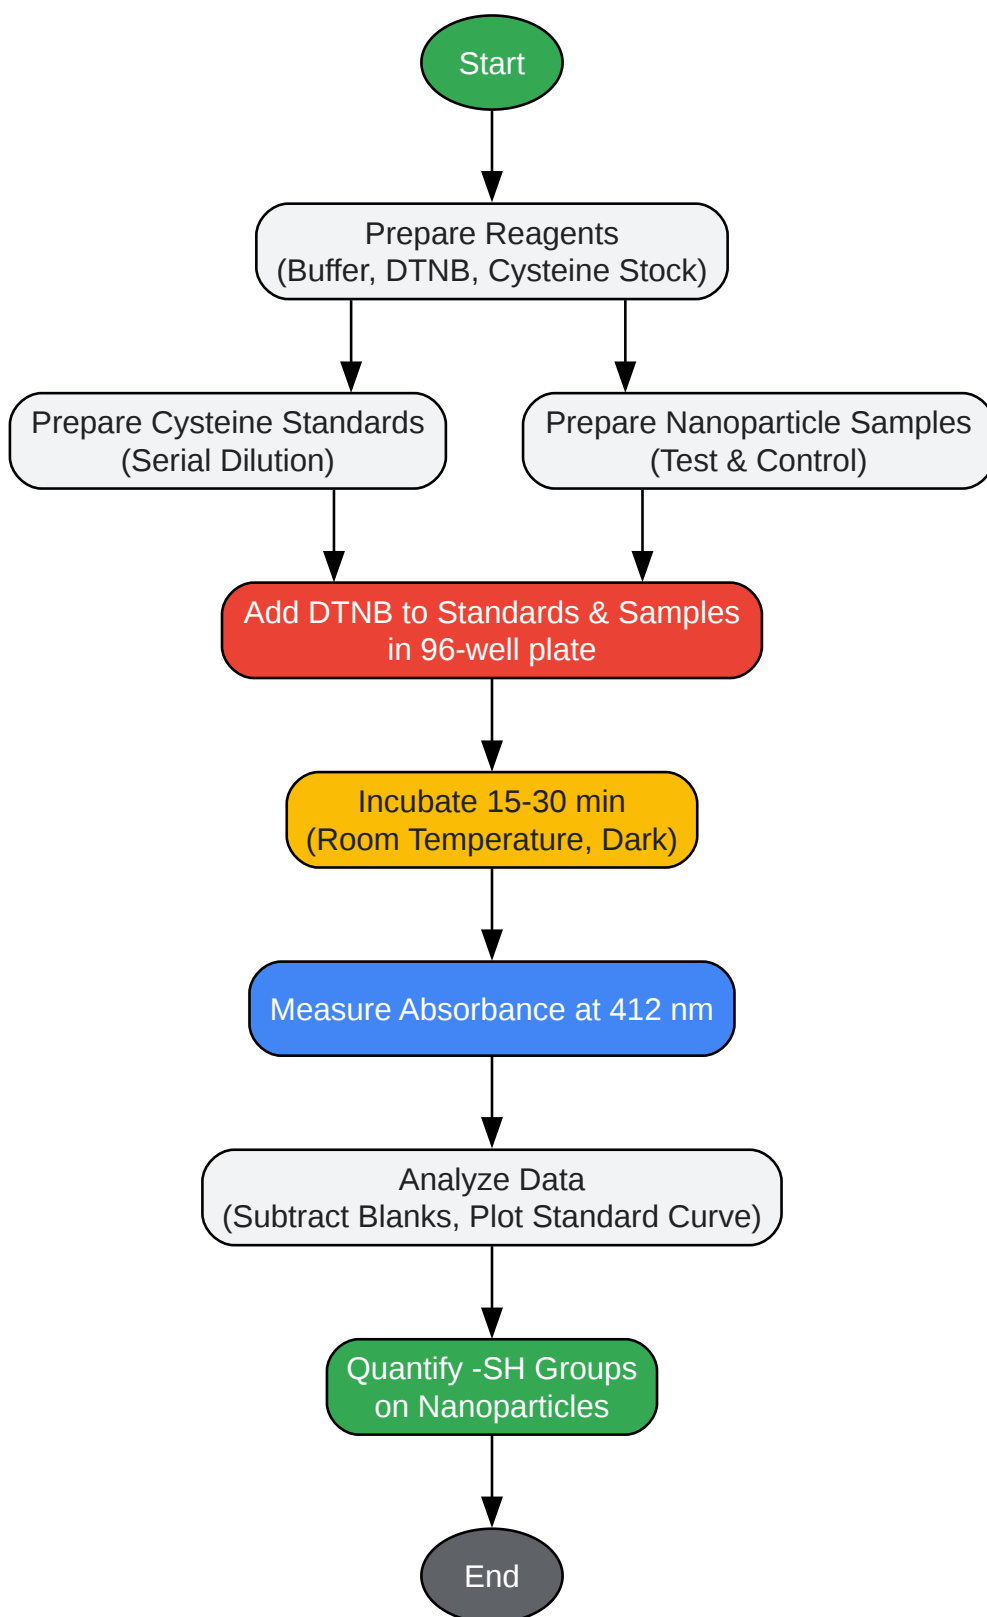 Start
Prepare Reagents
(Buffer, DTNB, Cysteine Stock)
Prepare Cysteine Standards
(Serial Dilution)
Prepare Nanoparticle Samples
(Test & Control)
Add DTNB to Standards & Samples
in 96-well plate
Incubate 15-30 min
(Room Temperature, Dark)
Measure Absorbance at 412 nm
Analyze Data
(Subtract Blanks, Plot Standard Curve)
Quantify -SH Groups
on Nanoparticles
End